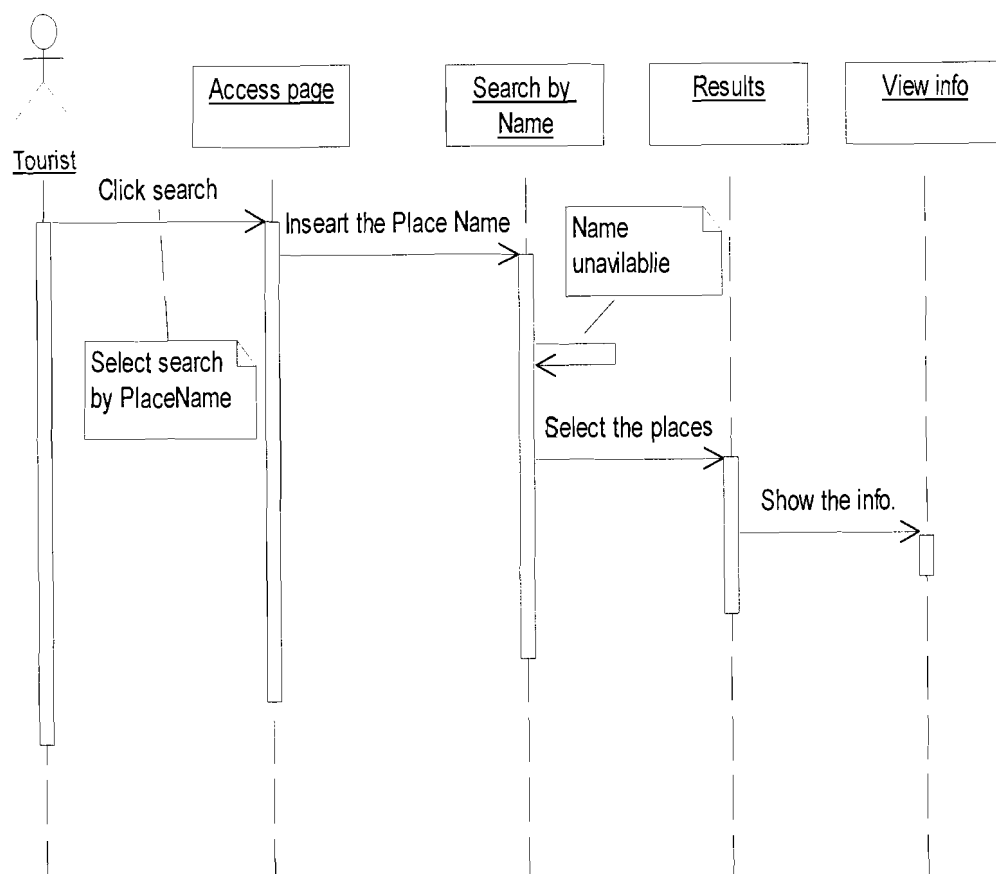 Access page
Search by
Name
Results
View info
Tourist
Click search
Inseart the Place Name
Name
unavilablie
Select search
by PlaceName
Select the places
Show the info.